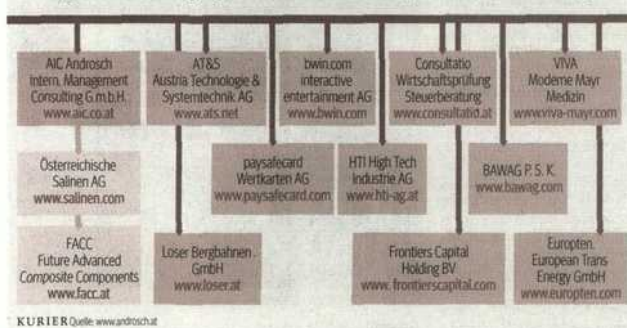 AIC Androsch
Intern. Management
Consulting G.m.b.H.
www.aic.co.at
AT&S
Austria Technologie &
Systemtechnik AG
www.ats.net
bwin.com
interactive
entertainment AG
www.bwin.com
Consultatio
Wirtschaftsprüfung
Steuerberatung
www.consultatio.at
VIVA
Moderne Mayr
Medizin
www.viva-mayr.com
Österreichische
Salinen AG
www.salinen.com
paysafecard
Wertkarten AG
www.paysafecard.com
HTI High Tech
Industrie AG
www.hti-ag.at
BAWAG P. S. K.
www.bawag.com
FACC
Future Advanced
Composite Components
www.facc.at
Loser Bergbahnen
GmbH
www.loser.at
Frontiers Capital
Holding BV
www. frontierscapital.com
Europten.
European Trans
Energy GmbH
www.europten.com
KURIER Quelle: www.androsch.at